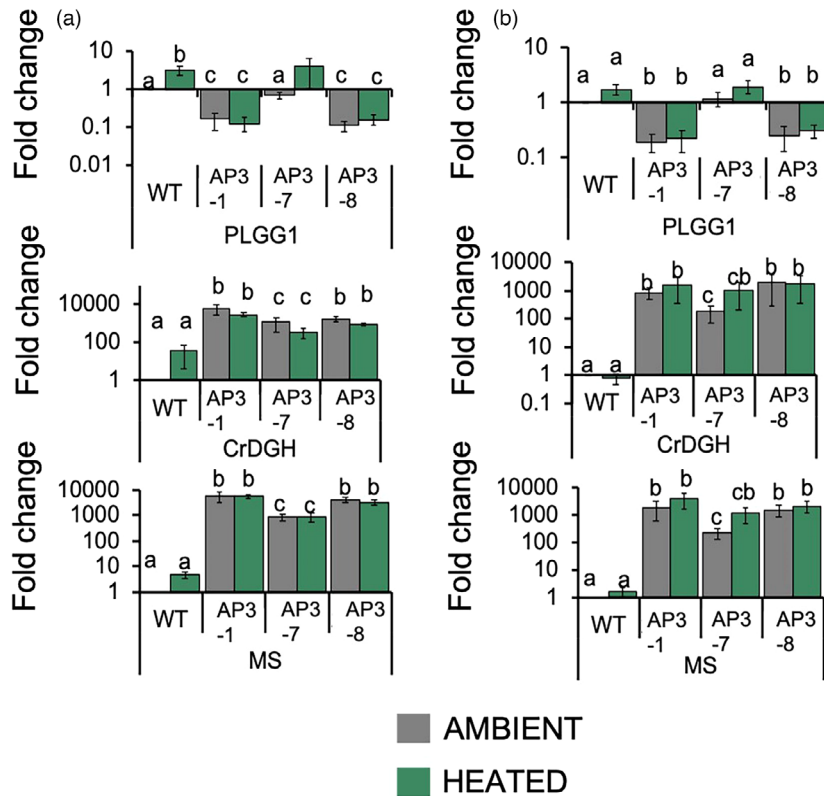 (a)
Fold change
10
1
0.1
0.01
a b c c a c c
WT AP3 AP3 AP3
-1 -7 -8
PLGG1
Fold change
10000
100
1
a a b b c c b b
WT AP3 AP3 AP3
-1 -7 -8
CrDGH
Fold change
10000
1000
100
10
1
a a b b c c b b
WT AP3 AP3 AP3
-1 -7 -8
MS
(b)
Fold change
10
1
0.1
a a b b a a b b
WT AP3 AP3 AP3
-1 -7 -8
PLGG1
Fold change
10000
1000
100
10
1
0.1
a a b b c cb b b
WT AP3 AP3 AP3
-1 -7 -8
CrDGH
Fold change
10000
1000
100
10
1
a a b b c cb b b
WT AP3 AP3 AP3
-1 -7 -8
MS
AMBIENT
HEATED